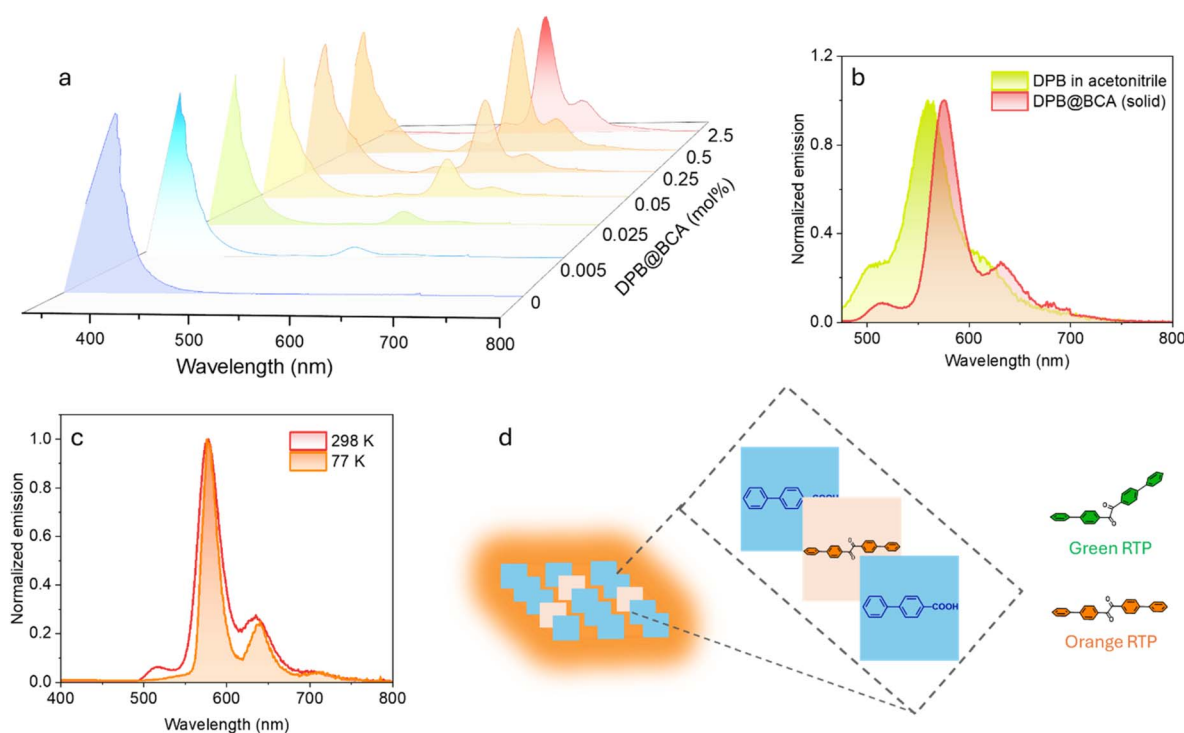 a
400
500
600
700
800
Wavelength (nm)
0
0.005
0.025
0.05
0.25
0.5
2.5
DPB@BCA (mol%)
b
DPB in acetonitrile
DPB@BCA (solid)
1.2
0.8
0.4
0.0
Normalized emission
500
600
700
800
Wavelength (nm)
c
298 K
77 K
1.0
0.8
0.6
0.4
0.2
0.0
Normalized emission
400
500
600
700
800
Wavelength (nm)
d
COOH
O
O
COOH
O
O
Green RTP
O
O
Orange RTP